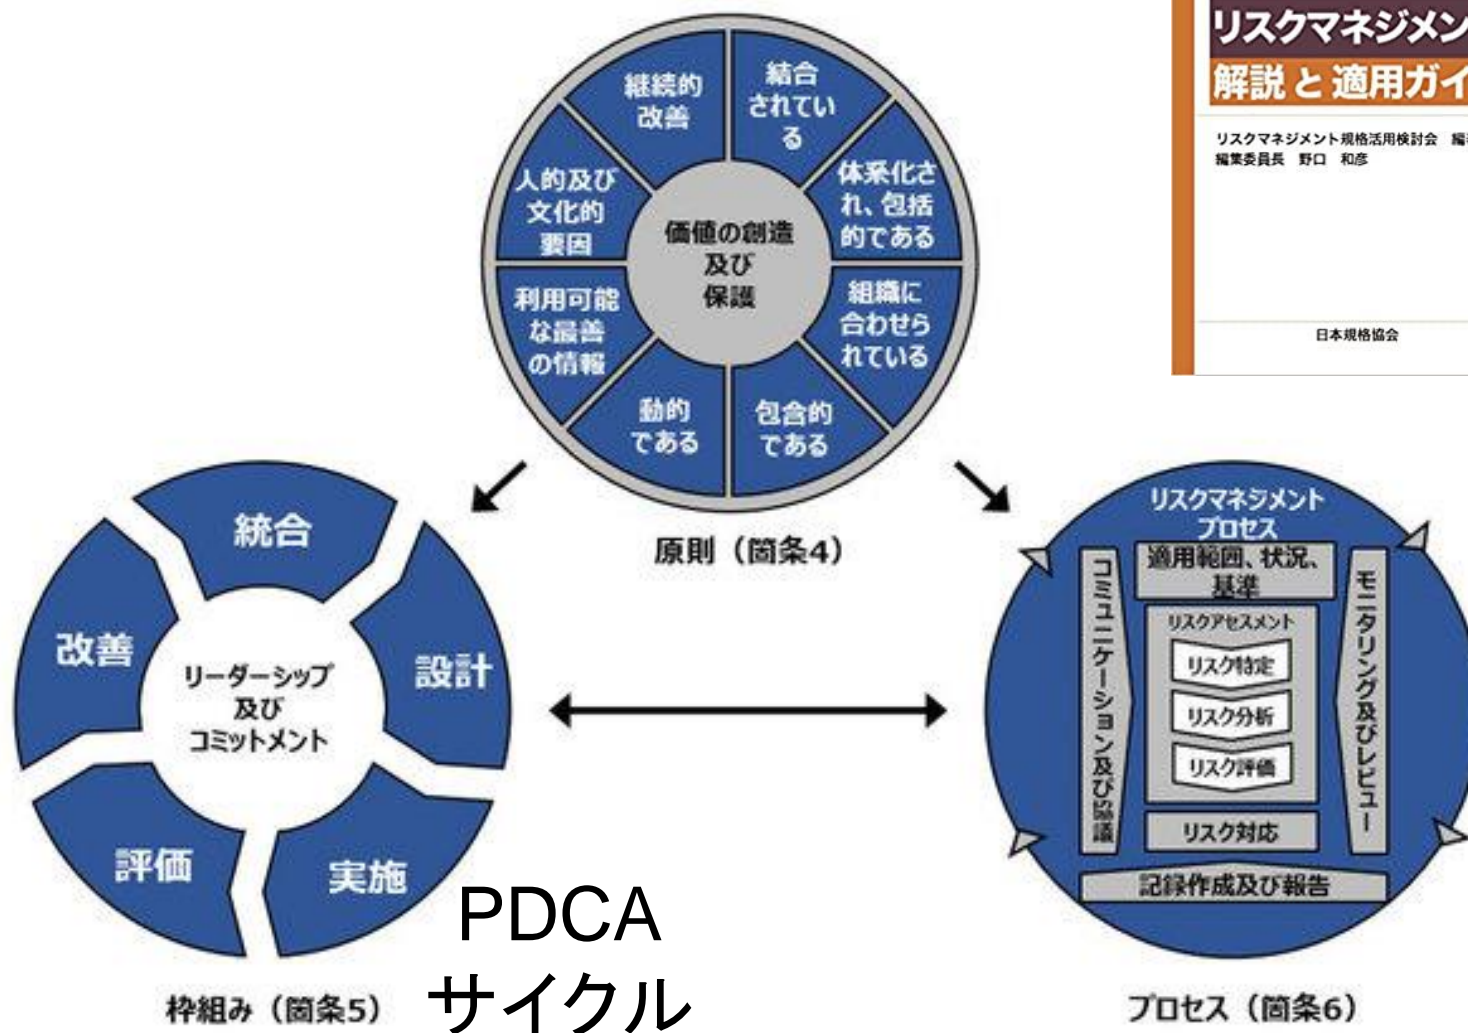 リスクマネジメン
解説と適用ガイ
リスクマネジメント規格活用検討会 編
編集委員長 野口 和彦
日本規格協会
継続的
改善
結合
されてい
る
人的及び
文化的
要因
体系化さ
れ、包括
的である
価値の創造
及び
保護
利用可能
な最善
の情報
組織に
合わせら
れている
動的
である
包含的
である
原則（箇条4）
統合
改善
設計
リーダーシップ
及び
コミットメント
評価
実施
枠組み（箇条5）
PDCA
サイクル
リスクマネジメント
プロセス
適用範囲、状況、
基準
コミュニケーション及び協議
リスクアセスメント
リスク特定
リスク分析
リスク評価
モニタリング及びレビュー
リスク対応
記録作成及び報告
プロセス（箇条6）